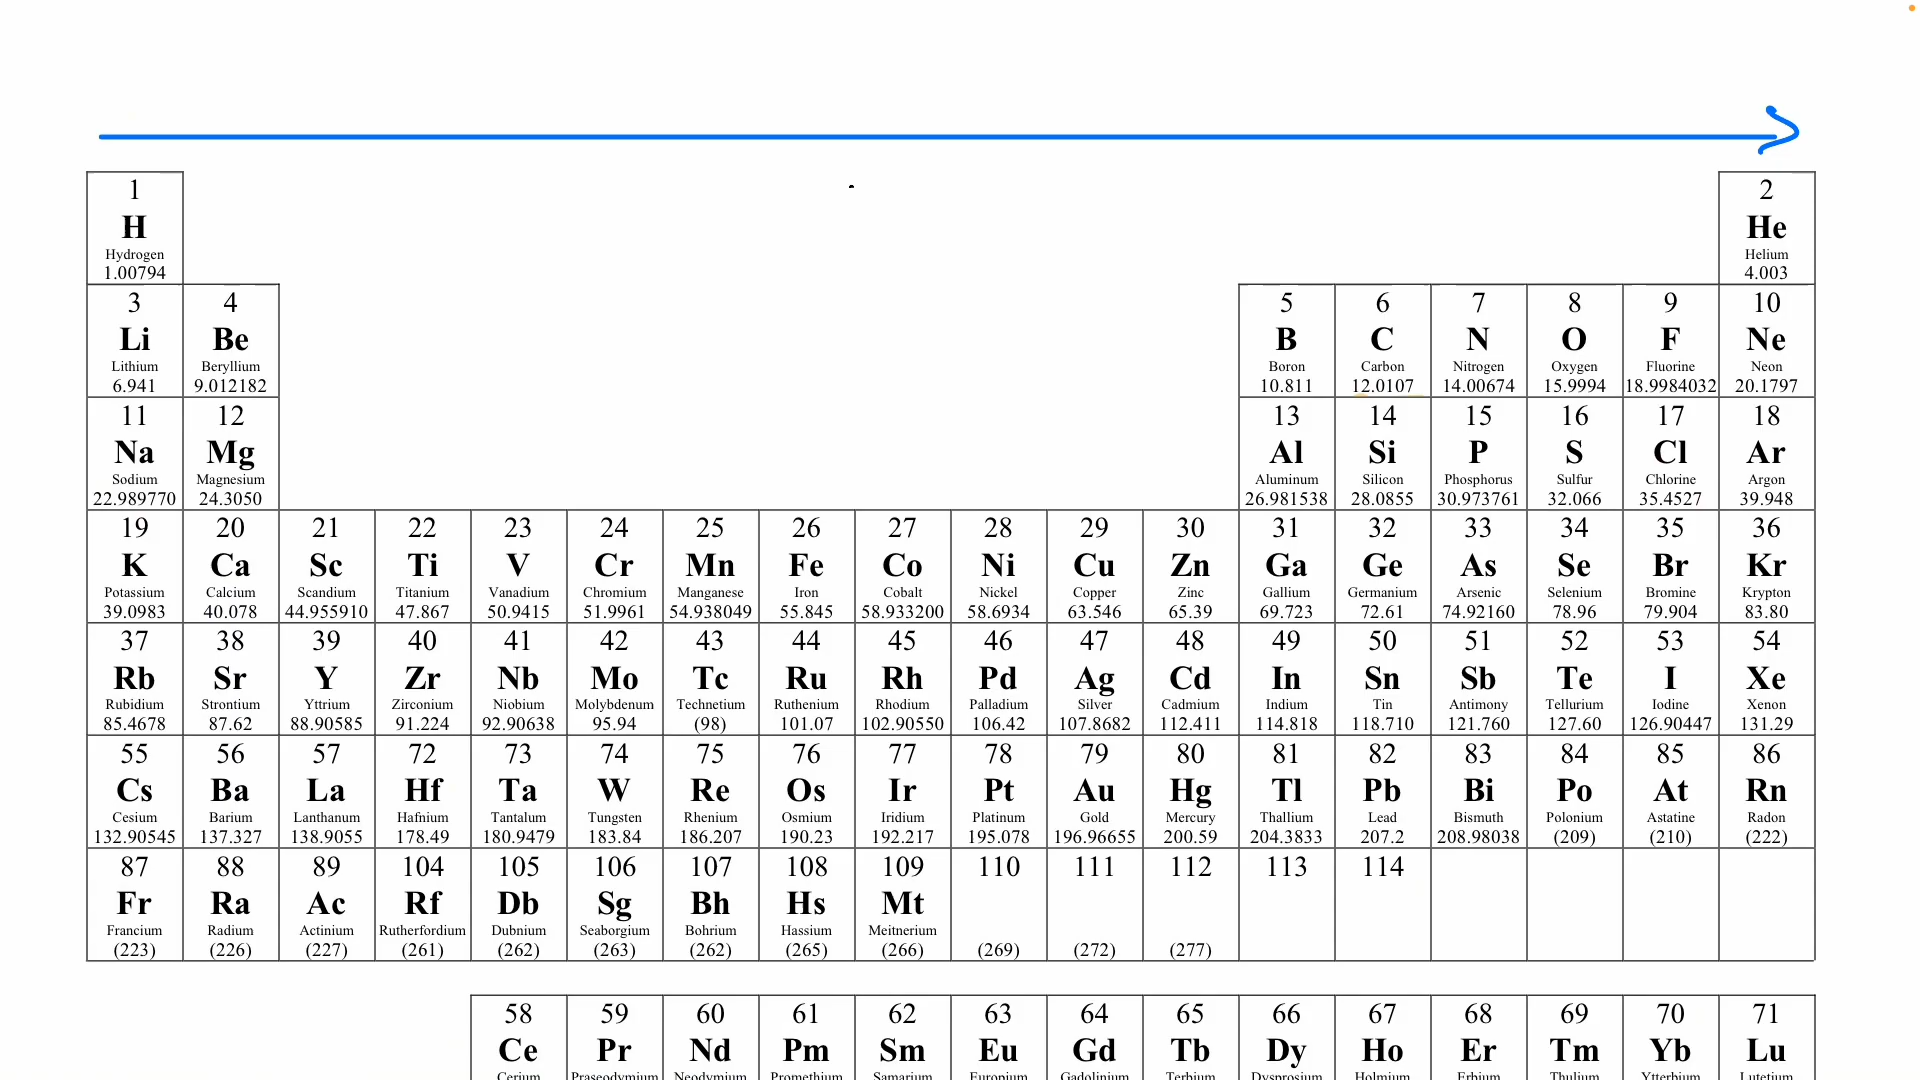 1 2
H He
Hydrogen Helium
1.00794 4.003
3 4 5 6 7 8 9 10
Li Be B C N O F Ne
Lithium Beryllium Boron Carbon Nitrogen Oxygen Fluorine Neon
6.941 9.012182 10.811 12.0107 14.00674 15.9994 18.9984032 20.1797
11 12 13 14 15 16 17 18
Na Mg Al Si P S Cl Ar
Sodium Magnesium Aluminum Silicon Phosphorus Sulfur Chlorine Argon
22.989770 24.3050 26.981538 28.0855 30.973761 32.066 35.4527 39.948
19 20 21 22 23 24 25 26 27 28 29 30 31 32 33 34 35 36
K Ca Sc Ti V Cr Mn Fe Co Ni Cu Zn Ga Ge As Se Br Kr
Potassium Calcium Scandium Titanium Vanadium Chromium Manganese Iron Cobalt Nickel Copper Zinc Gallium Germanium Arsenic Selenium Bromine Krypton
39.0983 40.078 44.955910 47.867 50.9415 51.9961 54.938049 55.845 58.933200 58.6934 63.546 65.39 69.723 72.61 74.92160 78.96 79.904 83.80
37 38 39 40 41 42 43 44 45 46 47 48 49 50 51 52 53 54
Rb Sr Y Zr Nb Mo Tc Ru Rh Pd Ag Cd In Sn Sb Te I Xe
Rubidium Strontium Yttrium Zirconium Niobium Molybdenum Technetium Ruthenium Rhodium Palladium Silver Cadmium Indium Tin Antimony Tellurium Iodine Xenon
85.4678 87.62 88.90585 91.224 92.90638 95.94 (98) 101.07 102.90550 106.42 107.8682 112.411 114.818 118.710 121.760 127.60 126.90447 131.29
55 56 57 72 73 74 75 76 77 78 79 80 81 82 83 84 85 86
Cs Ba La Hf Ta W Re Os Ir Pt Au Hg Tl Pb Bi Po At Rn
Cesium Barium Lanthanum Hafnium Tantalum Tungsten Rhenium Osmium Iridium Platinum Gold Mercury Thallium Lead Bismuth Polonium Astatine Radon
132.90545 137.327 138.9055 178.49 180.9479 183.84 186.207 190.23 192.217 195.078 196.96655 200.59 204.3833 207.2 208.98038 (209) (210) (222)
87 88 89 104 105 106 107 108 109 110 111 112 113 114
Fr Ra Ac Rf Db Sg Bh Hs Mt
Francium Radium Actinium Rutherfordium Dubnium Seaborgium Bohrium Hassium Meitnerium
(223) (226) (227) (261) (262) (263) (262) (265) (266) (269) (272) (277)
58 59 60 61 62 63 64 65 66 67 68 69 70 71
Ce Pr Nd Pm Sm Eu Gd Tb Dy Ho Er Tm Yb Lu
Cerium Praseodymium Neodymium Promethium Samarium Europium Gadolinium Terbium Dysprosium Holmium Erbium Thulium Ytterbium Lutetium